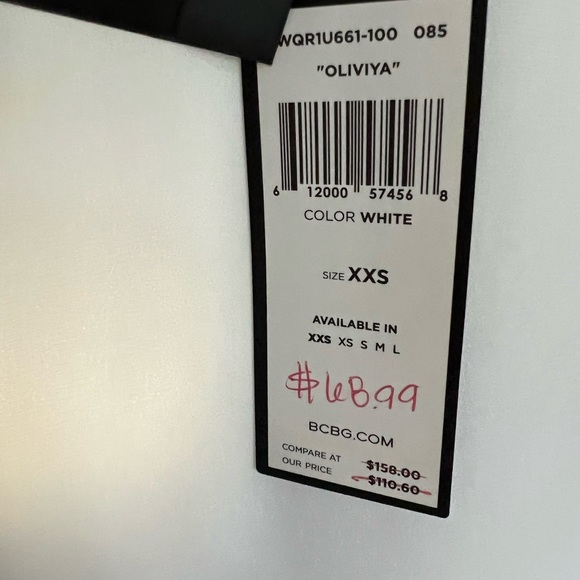 WQR1U661-100 085
"OLIVIYA"
6 12000 57456 8
COLOR WHITE
SIZE XXS
AVAILABLE IN
XXS XS S M L
$68.99
BCBG.COM
COMPARE AT $158.00
OUR PRICE $110.60